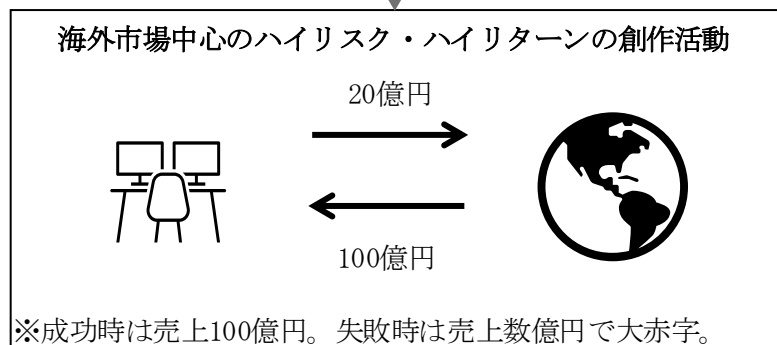 海外市場中心のハイリスク・ハイリターンの創作活動
20億円
100億円
※成功時は売上100億円。失敗時は売上数億円で大赤字。